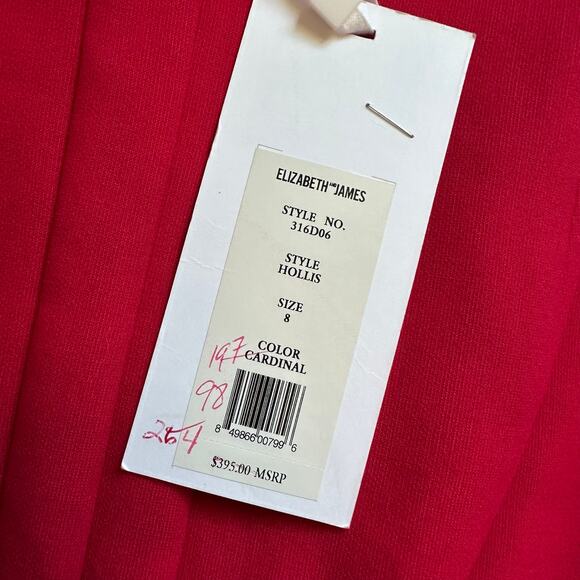 ELIZABETH AND JAMES
STYLE NO.
316D06
STYLE
HOLLIS
SIZE
8
COLOR
CARDINAL
197
98
264
8 49866 00799 6
$395.00 MSRP